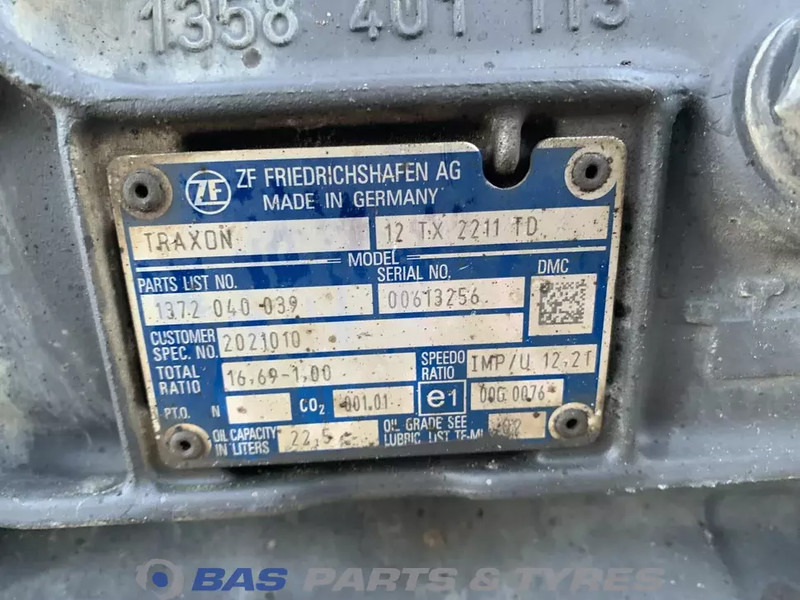 1358 401 113
ZF ZF FRIEDRICHSHAFEN AG
MADE IN GERMANY
TRAXON 12 TX 2211 TD
MODEL
PARTS LIST NO. SERIAL NO. DMC
1372 040 039 00613256
CUSTOMER SPEC. NO. 2021010
TOTAL RATIO 16,69-1,00 SPEEDO RATIO IMP/U 12,21
P.T.O. N CO2 001.01 e1 00G 0076
OIL CAPACITY IN LITERS 22,5 OIL GRADE SEE LUBRIC. LIST TE-ML 02
BAS PARTS & TYRES